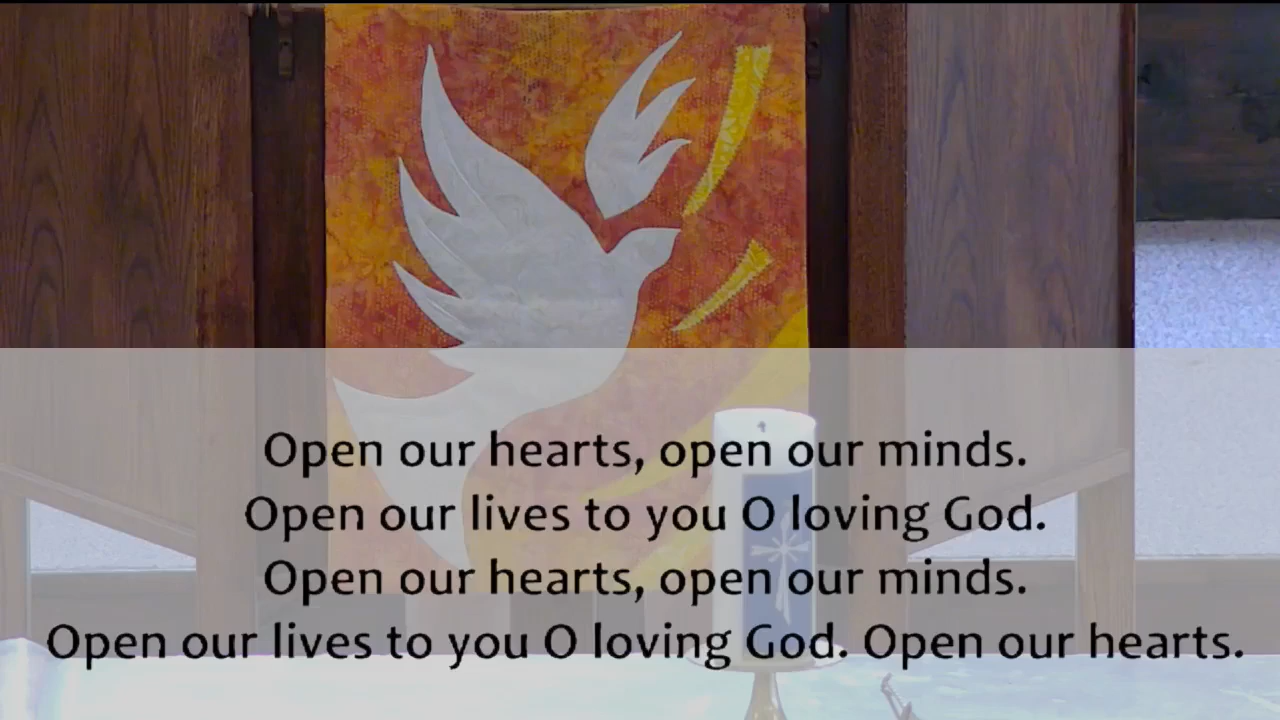 Open our hearts, open our minds.
Open our lives to you O loving God.
Open our hearts, open our minds.
Open our lives to you O loving God. Open our hearts.